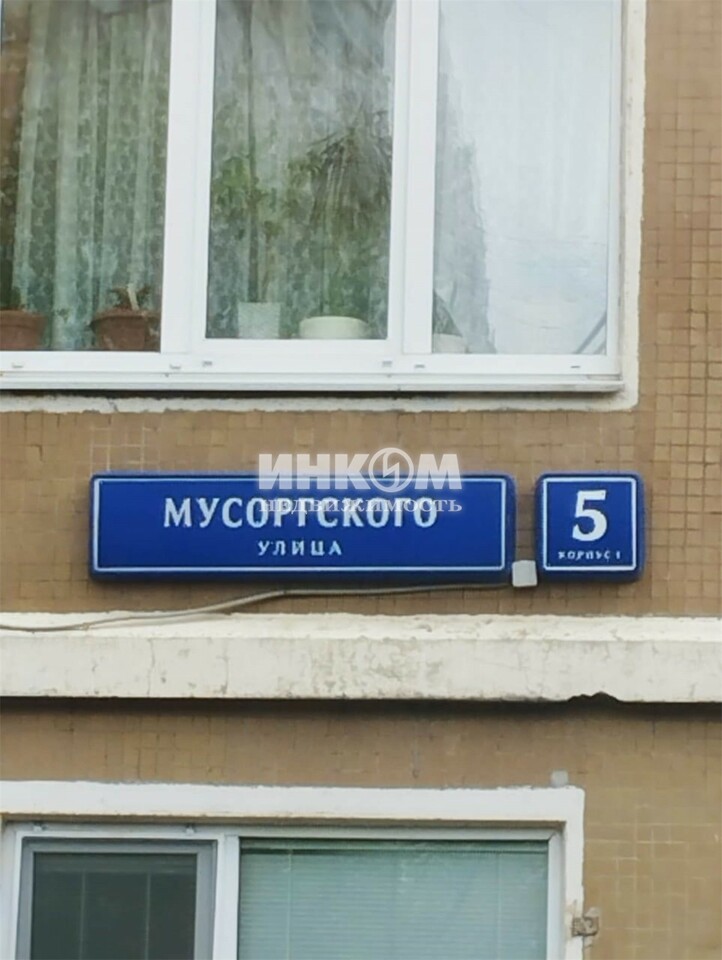 ИНКОМ
НЕДВИЖИМОСТЬ
МУСОРГСКОГО
УЛИЦА
5
КОРПУС 1